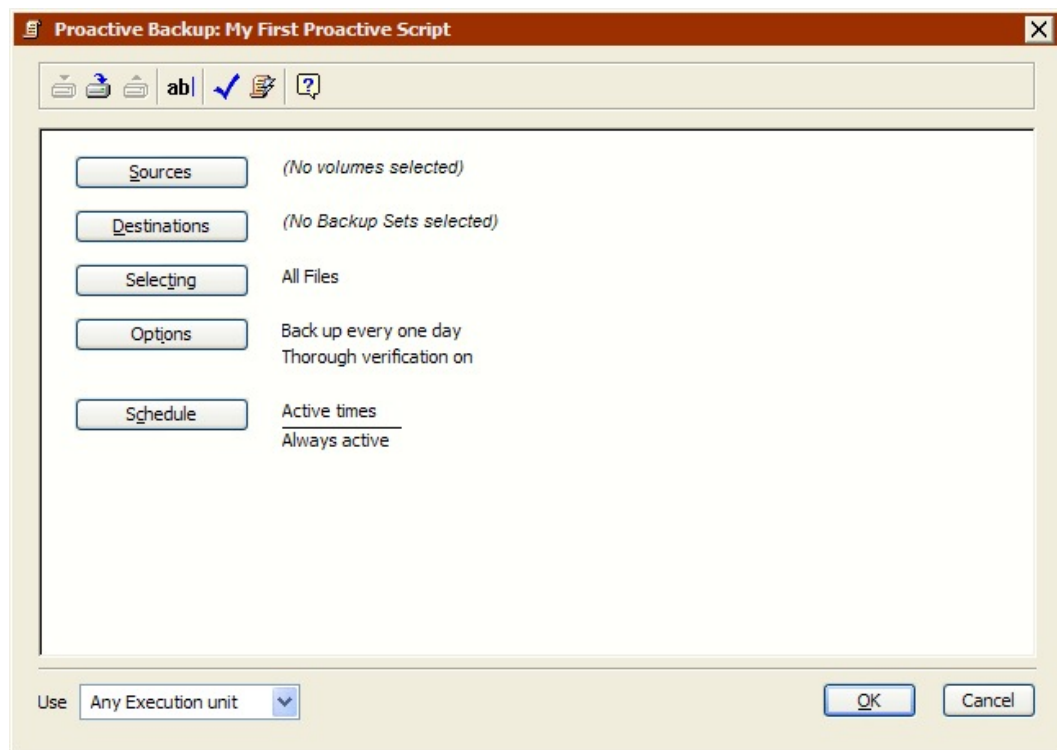 Proactive Backup: My First Proactive Script
ab
Sources (No volumes selected)
Destinations (No Backup Sets selected)
Selecting All Files
Options Back up every one day
Thorough verification on
Schedule Active times
Always active
Use Any Execution unit OK Cancel